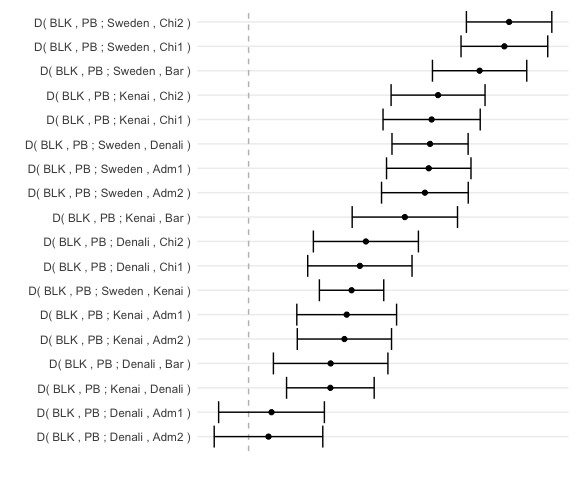 D( BLK , PB ; Sweden , Chi2 )
D( BLK , PB ; Sweden , Chi1 )
D( BLK , PB ; Sweden , Bar )
D( BLK , PB ; Kenai , Chi2 )
D( BLK , PB ; Kenai , Chi1 )
D( BLK , PB ; Sweden , Denali )
D( BLK , PB ; Sweden , Adm1 )
D( BLK , PB ; Sweden , Adm2 )
D( BLK , PB ; Kenai , Bar )
D( BLK , PB ; Denali , Chi2 )
D( BLK , PB ; Denali , Chi1 )
D( BLK , PB ; Sweden , Kenai )
D( BLK , PB ; Kenai , Adm1 )
D( BLK , PB ; Kenai , Adm2 )
D( BLK , PB ; Denali , Bar )
D( BLK , PB ; Kenai , Denali )
D( BLK , PB ; Denali , Adm1 )
D( BLK , PB ; Denali , Adm2 )